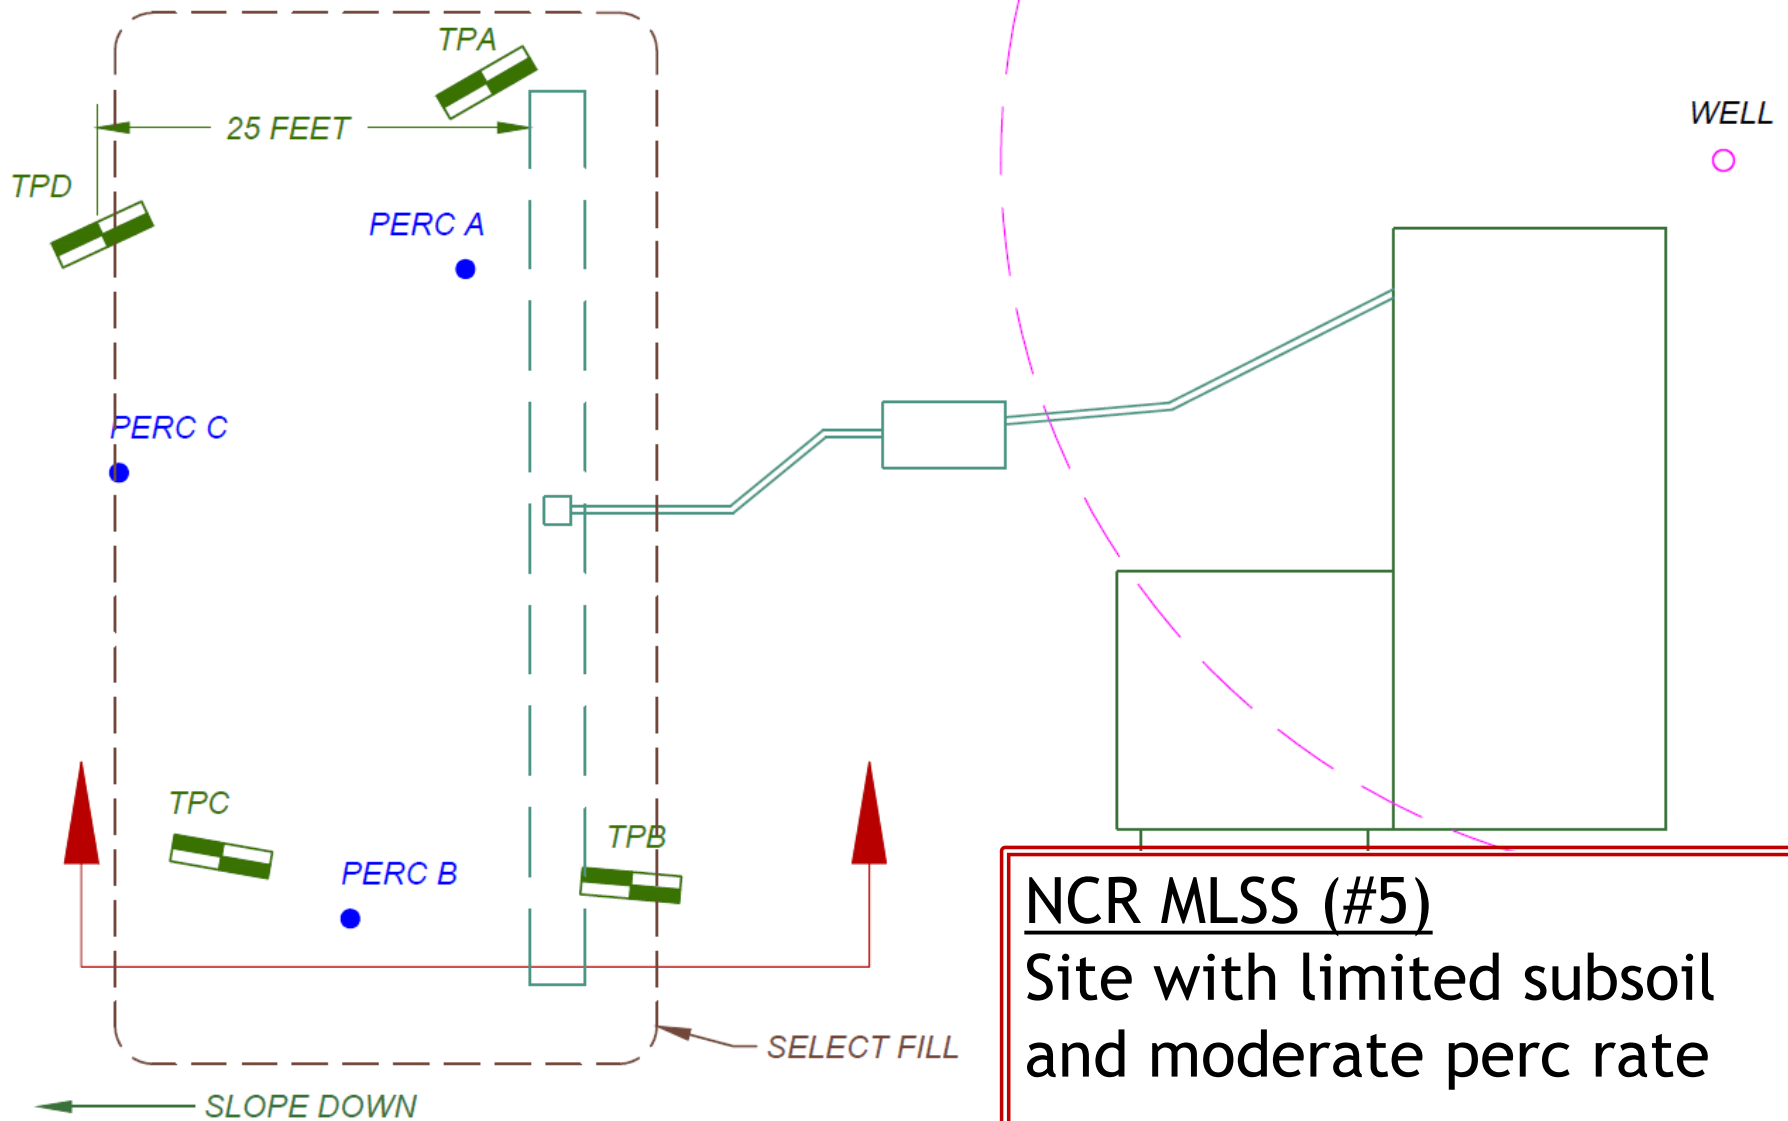 TPA
WELL
25 FEET
TPD
PERC A
PERC C
TPC
TPB
PERC B
NCR MLSS (#5)
Site with limited subsoil
and moderate perc rate
SELECT FILL
SLOPE DOWN